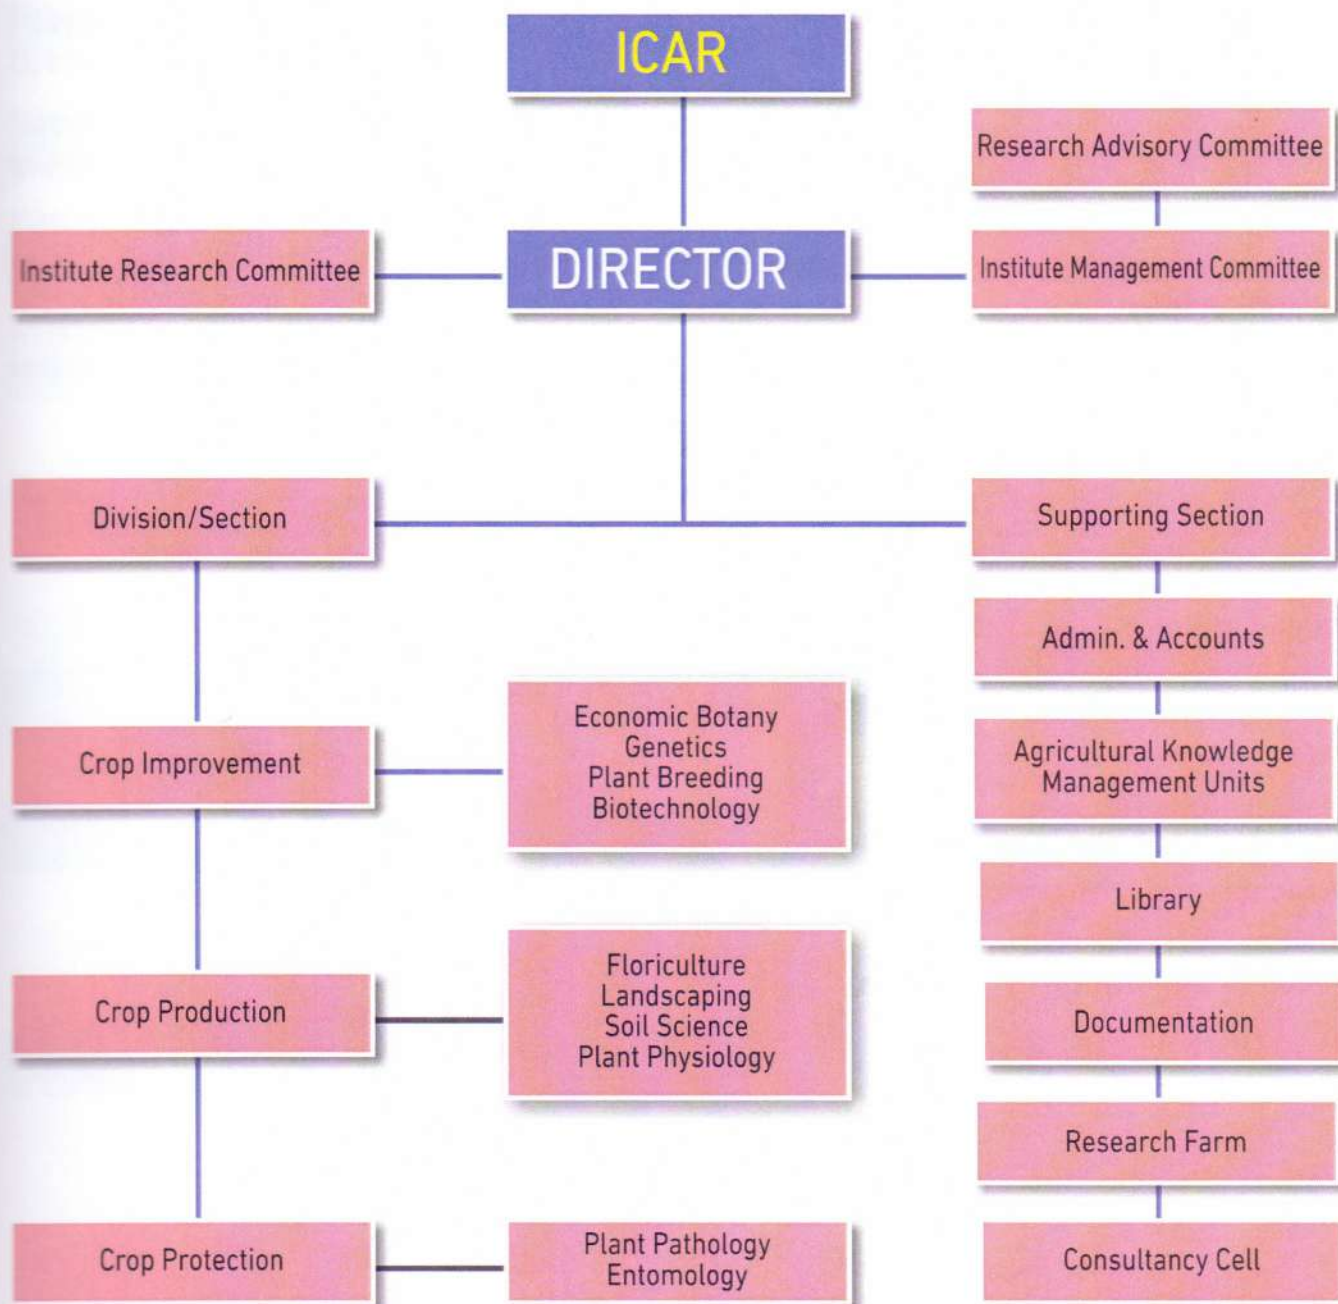 ICAR
Research Advisory Committee
Institute Research Committee
DIRECTOR
Institute Management Committee
Division/Section
Supporting Section
Admin. & Accounts
Crop Improvement
Economic Botany
Genetics
Plant Breeding
Biotechnology
Agricultural Knowledge
Management Units
Library
Crop Production
Floriculture
Landscaping
Soil Science
Plant Physiology
Documentation
Research Farm
Crop Protection
Plant Pathology
Entomology
Consultancy Cell